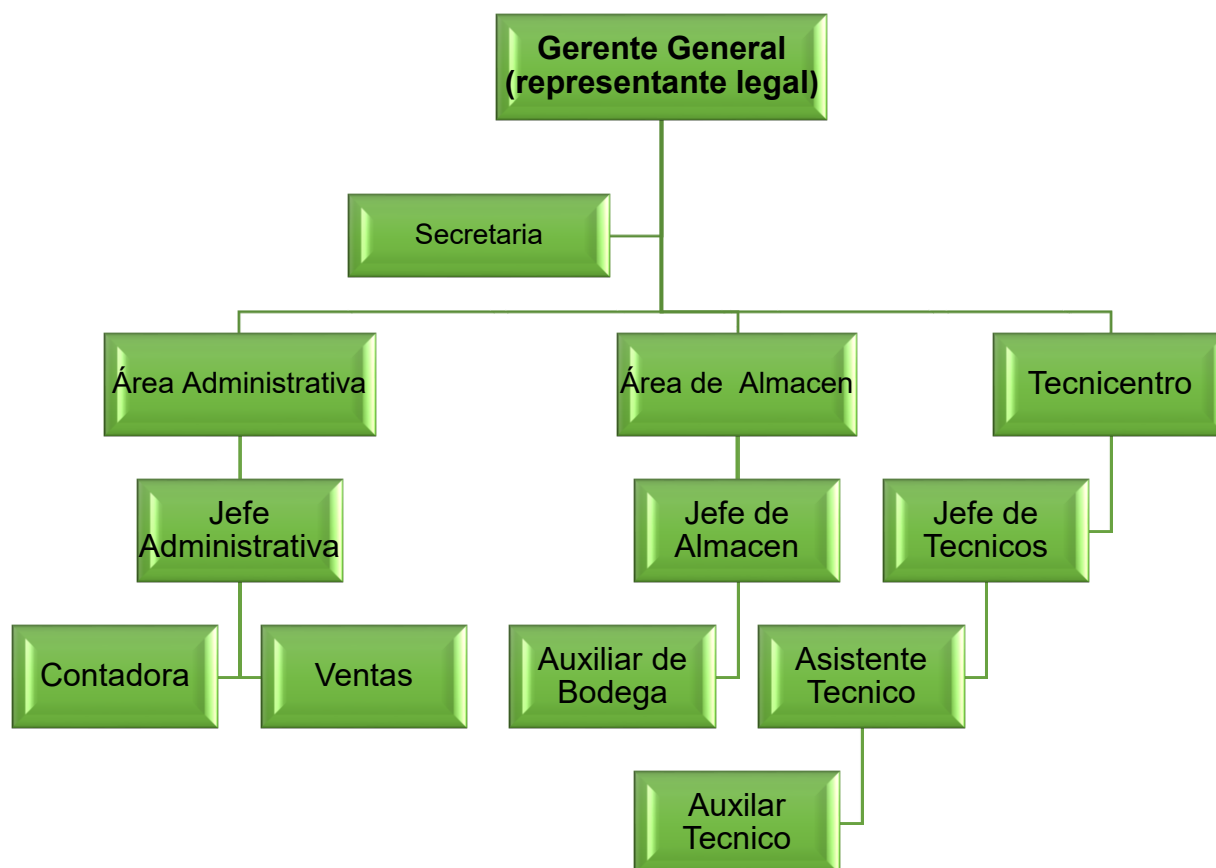 Gerente General
(representante legal)
Secretaria
Área Administrativa
Área de  Almacen
Tecnicentro
Jefe
Administrativa
Jefe de
Almacen
Jefe de
Tecnicos
Contadora
Ventas
Auxiliar de
Bodega
Asistente
Tecnico
Auxilar
Tecnico